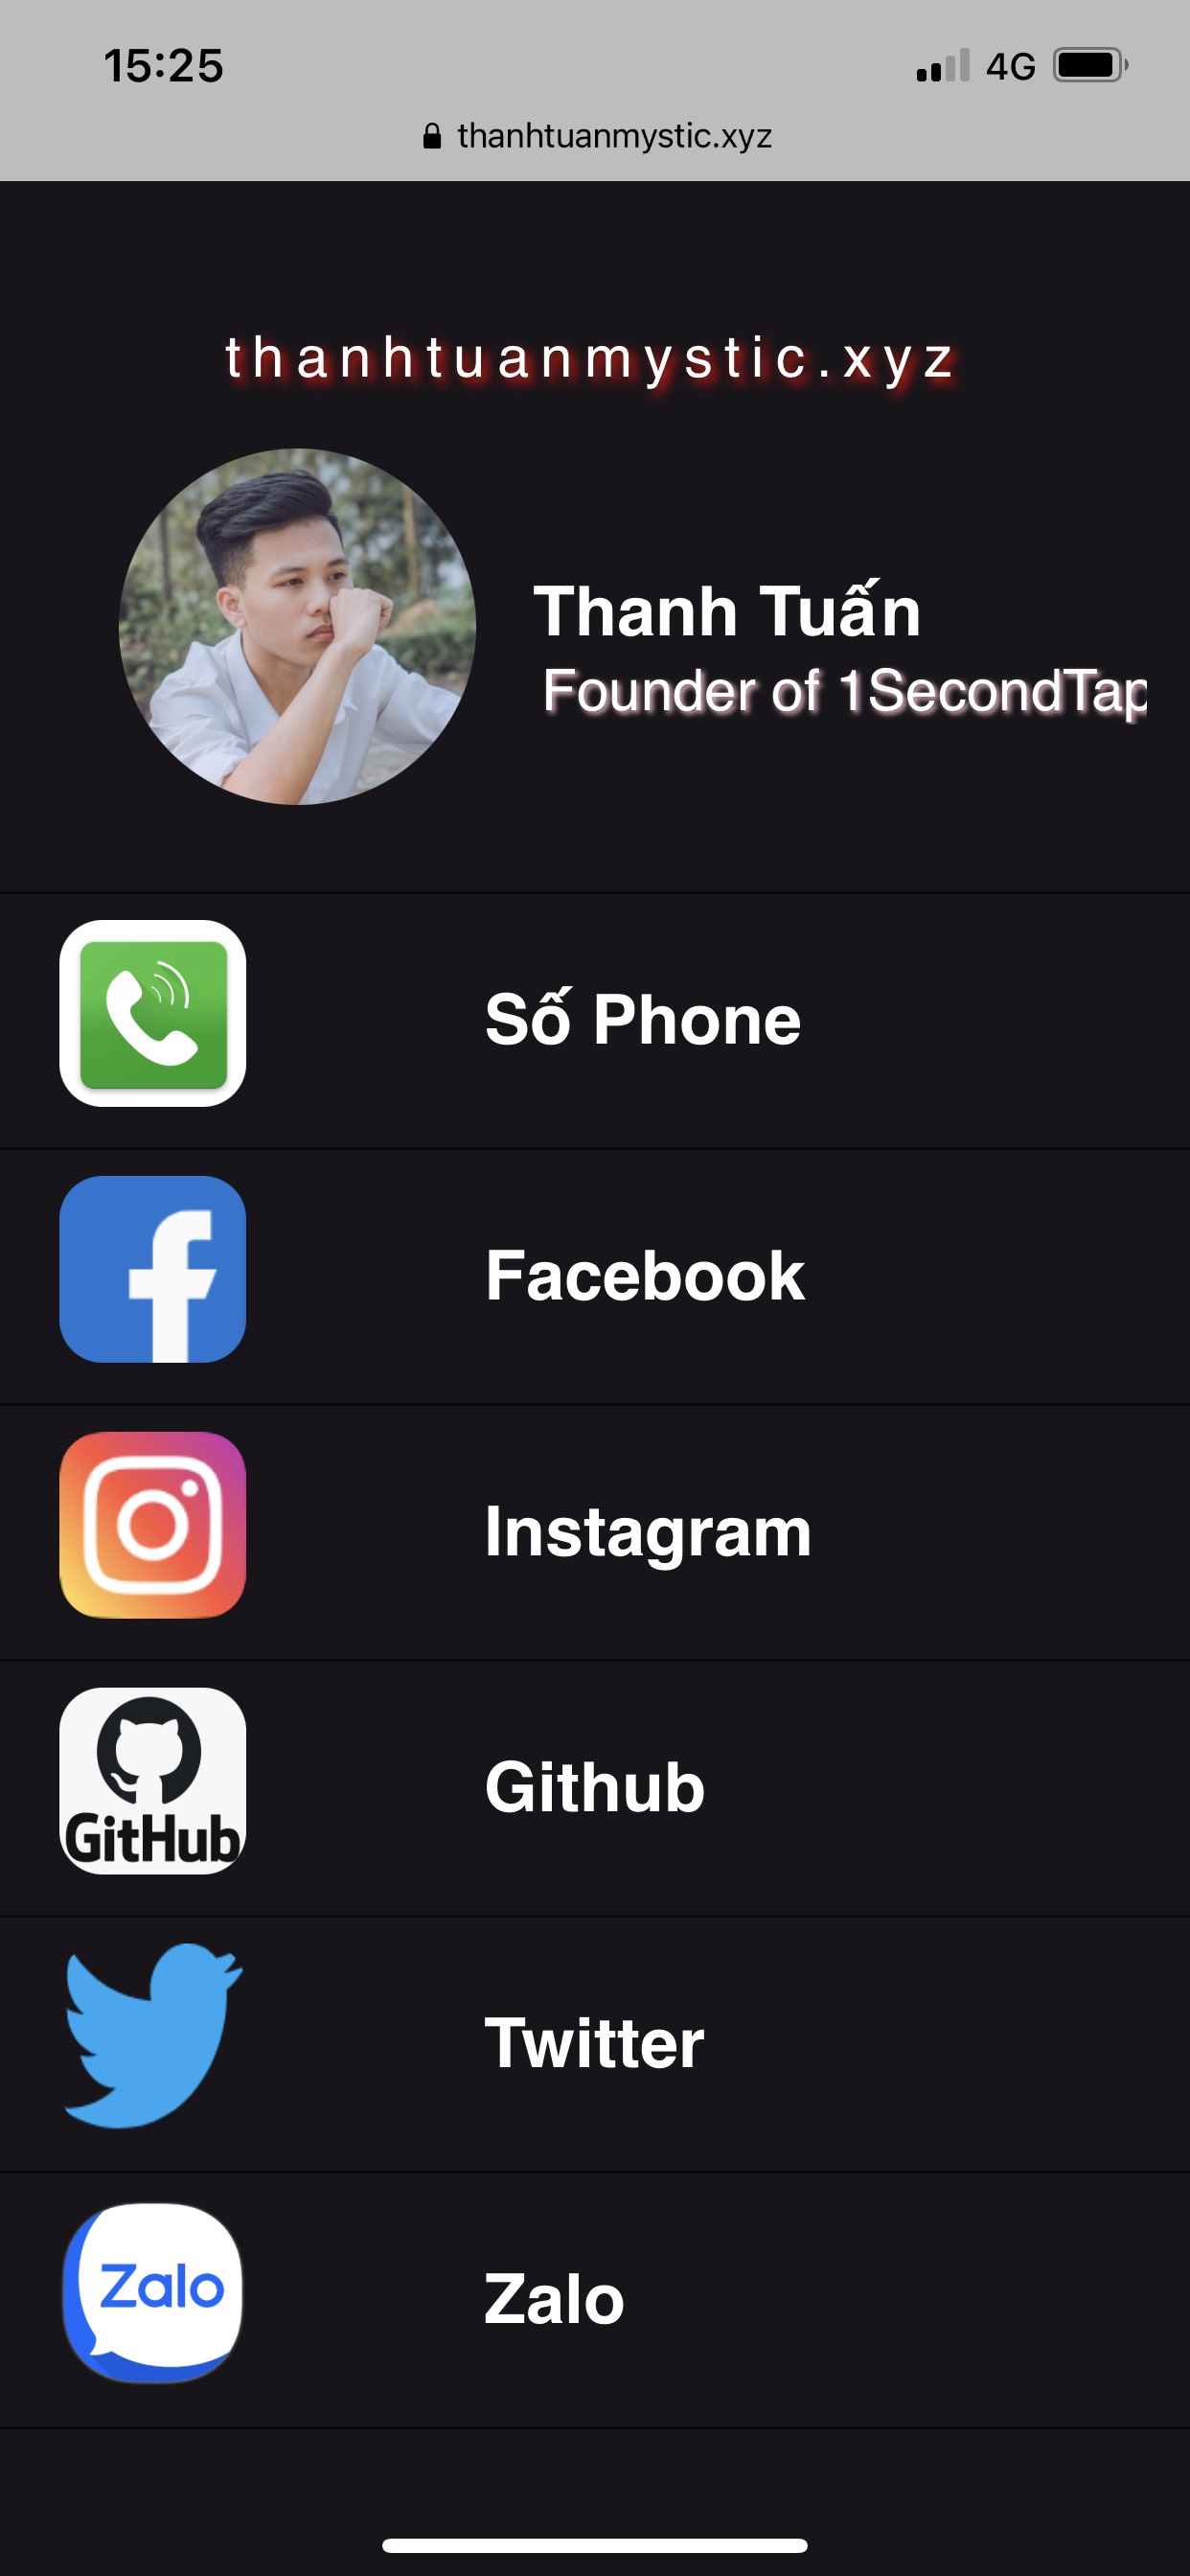 15:25 4G
thanhtuanmystic.xyz
thanhtuanmystic.xyz
Thanh Tuấn
Founder of 1SecondTap
Số Phone
Facebook
Instagram
GitHub
Github
Twitter
Zalo
Zalo